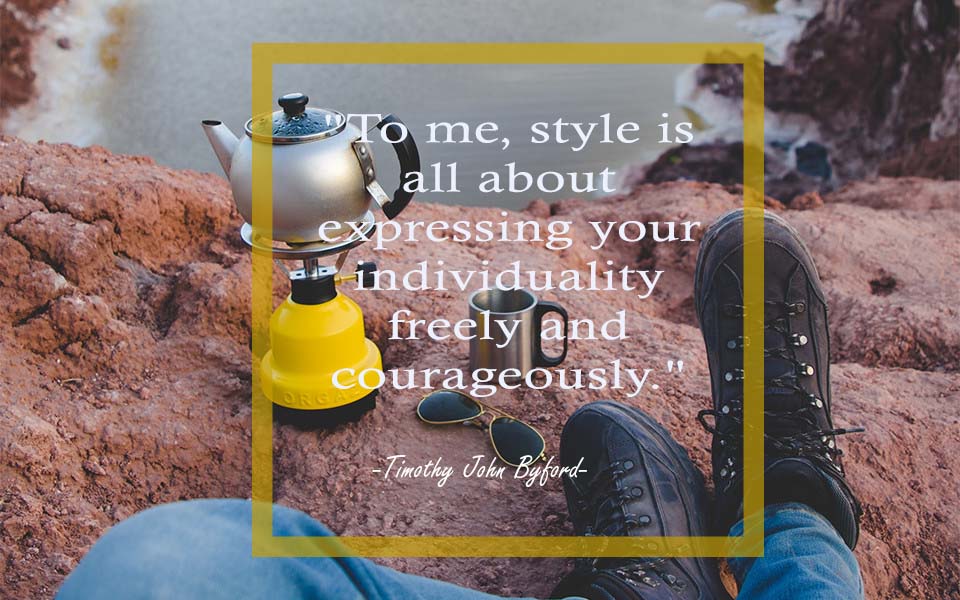 "To me, style is
all about
expressing your
individuality
freely and
courageously."
-Timothy John Byford-